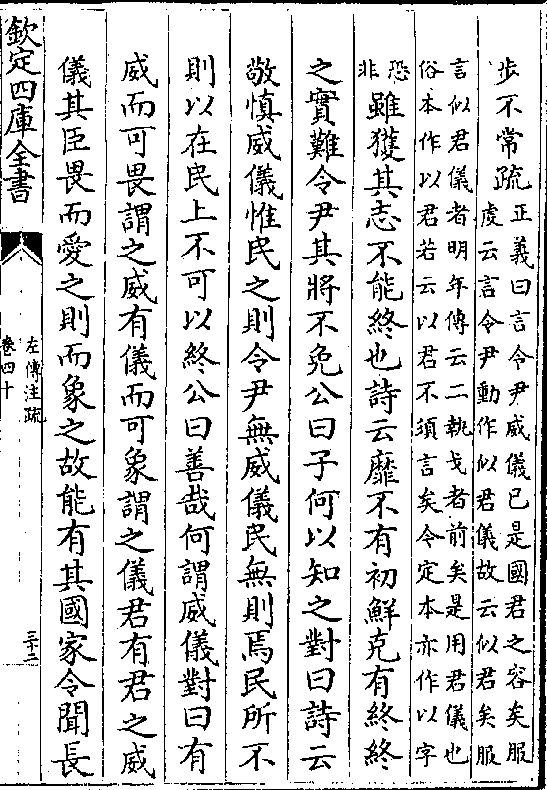 步不常疏正義曰言令尹威儀已是國君之容矣服
虔云言令尹動作似君儀故云似君矣服
言似君儀者明年傳云二執戈者前矣是用君儀也
俗本作以君若云以君不須言矣今定本亦作以字
恐非雖獲其志不能終也詩云靡不有初鮮克有終終
之實難令尹其將不免公曰子何以知之對曰詩云
敬慎威儀惟民之則令尹無威儀民無則焉民所不
則以在民上不可以終公曰善哉何謂威儀對曰有
威而可畏謂之威有儀而可象謂之儀君有君之威
儀其臣畏而愛之則而象之故能有其國家令聞長
欽定四庫全書
左傳注疏
卷四十
三十二